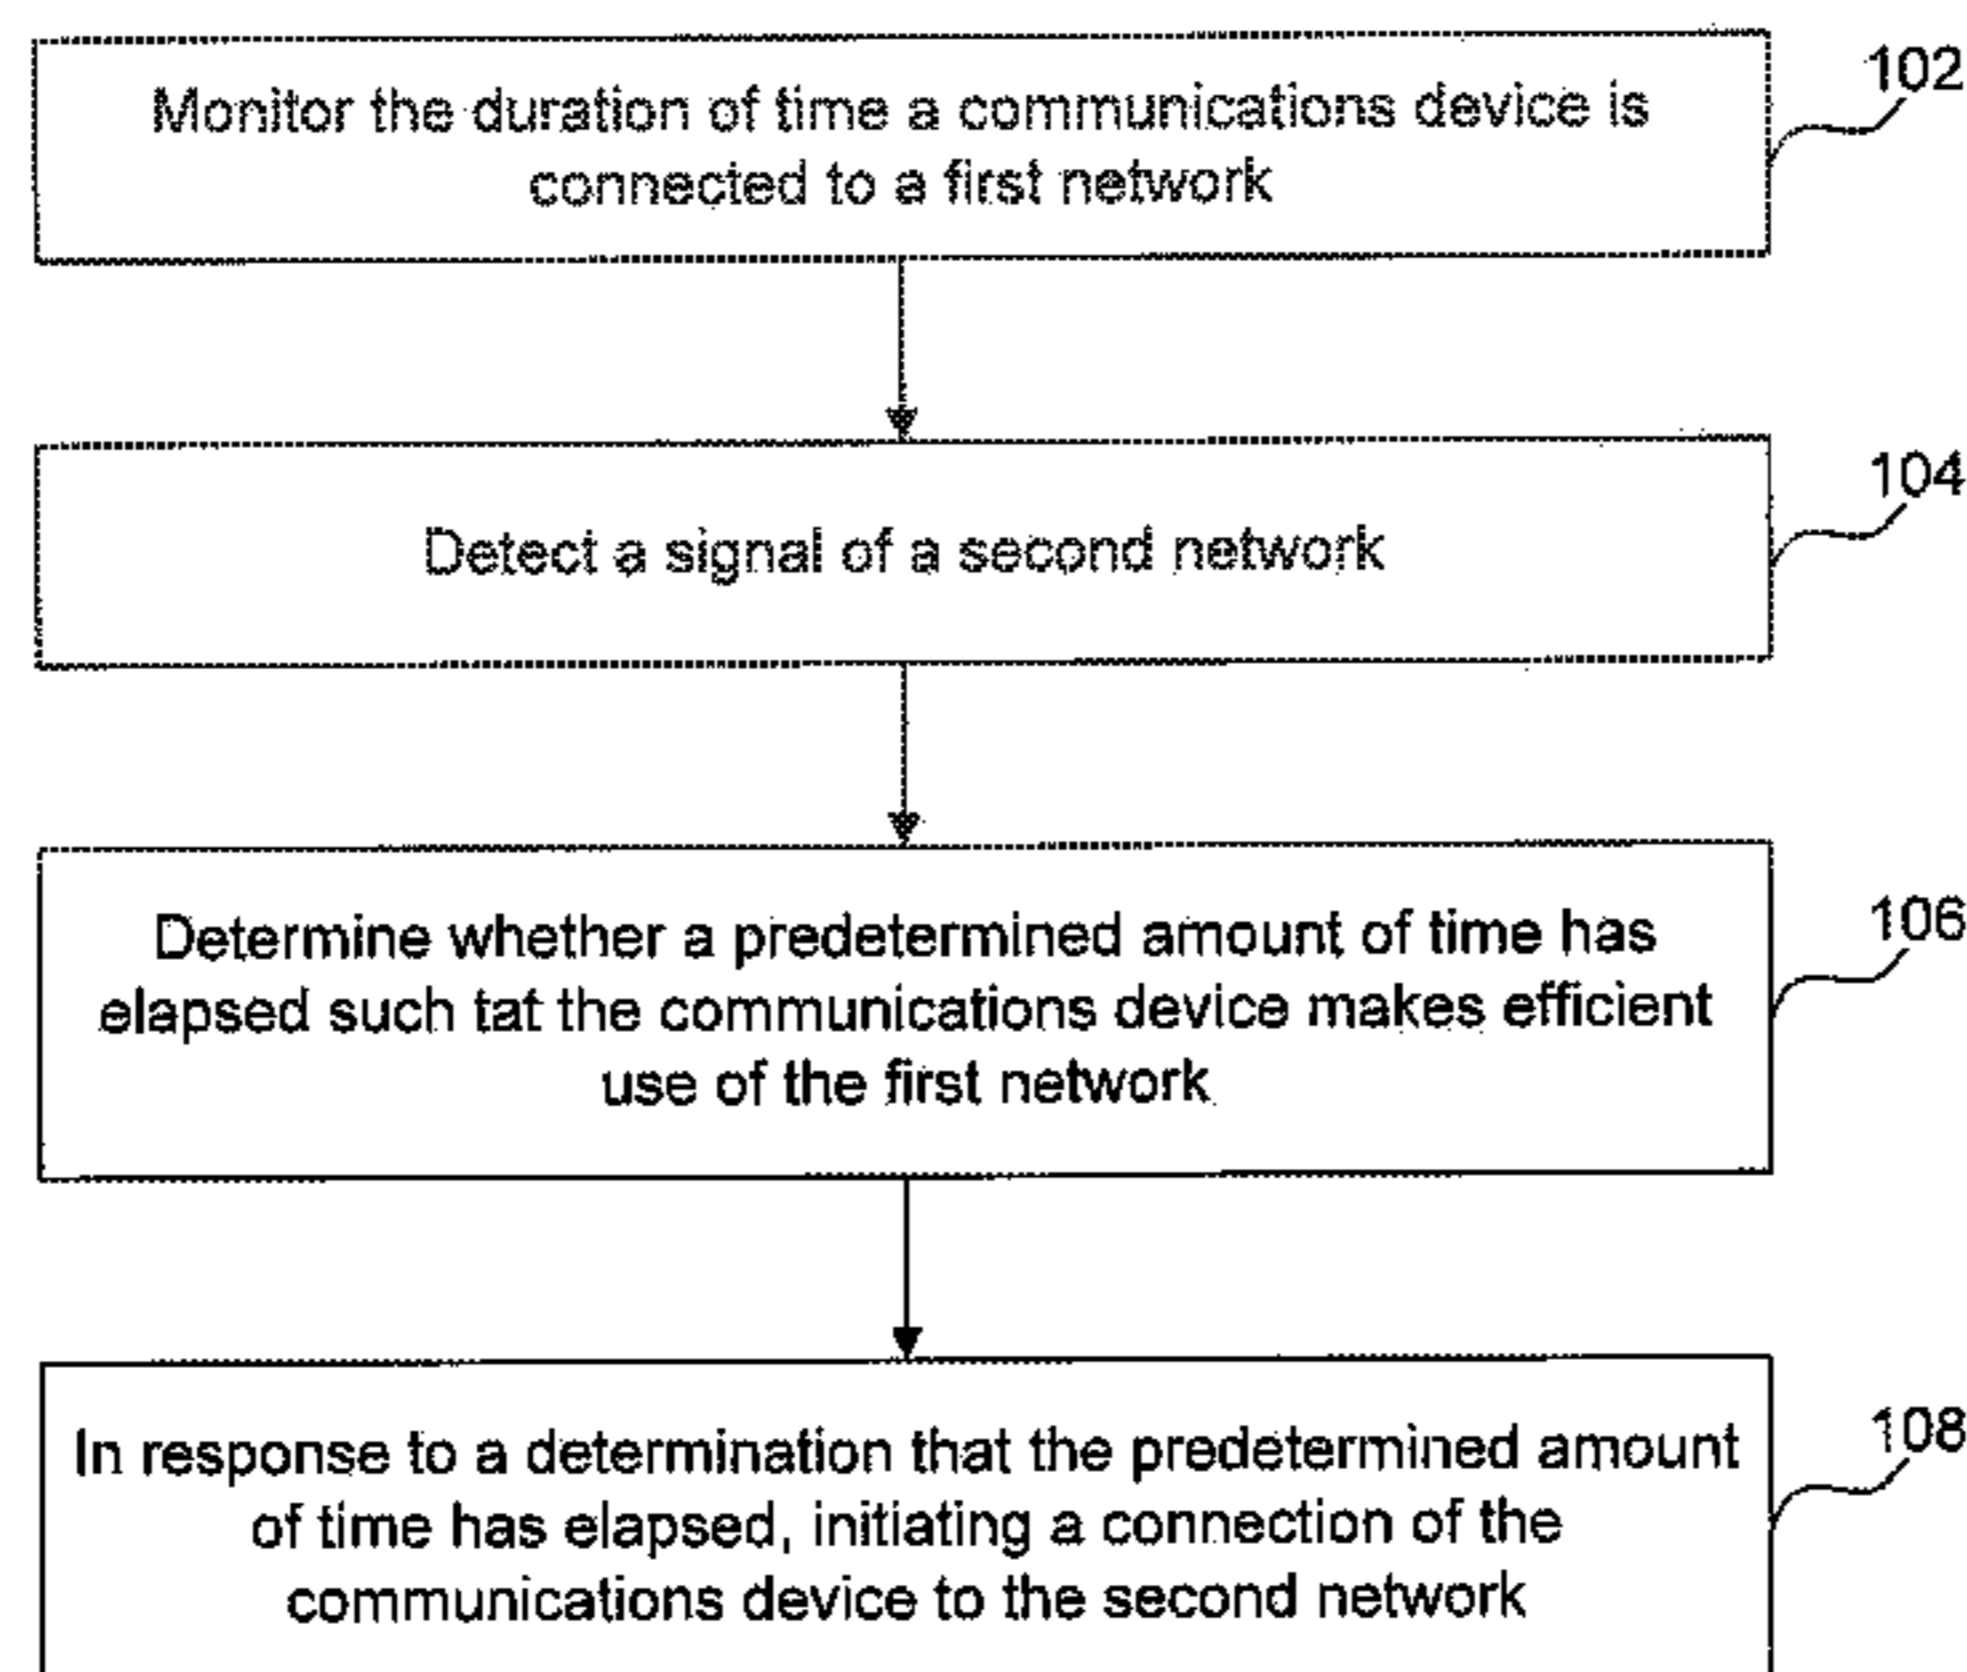 Monitor the duration of time a communications device is
connected to a first network
102
Detect a signal of a second network
104
Determine whether a predetermined amount of time has
elapsed such tat the communications device makes efficient
use of the first network
106
In response to a determination that the predetermined amount
of time has elapsed, initiating a connection of the
communications device to the second network
108